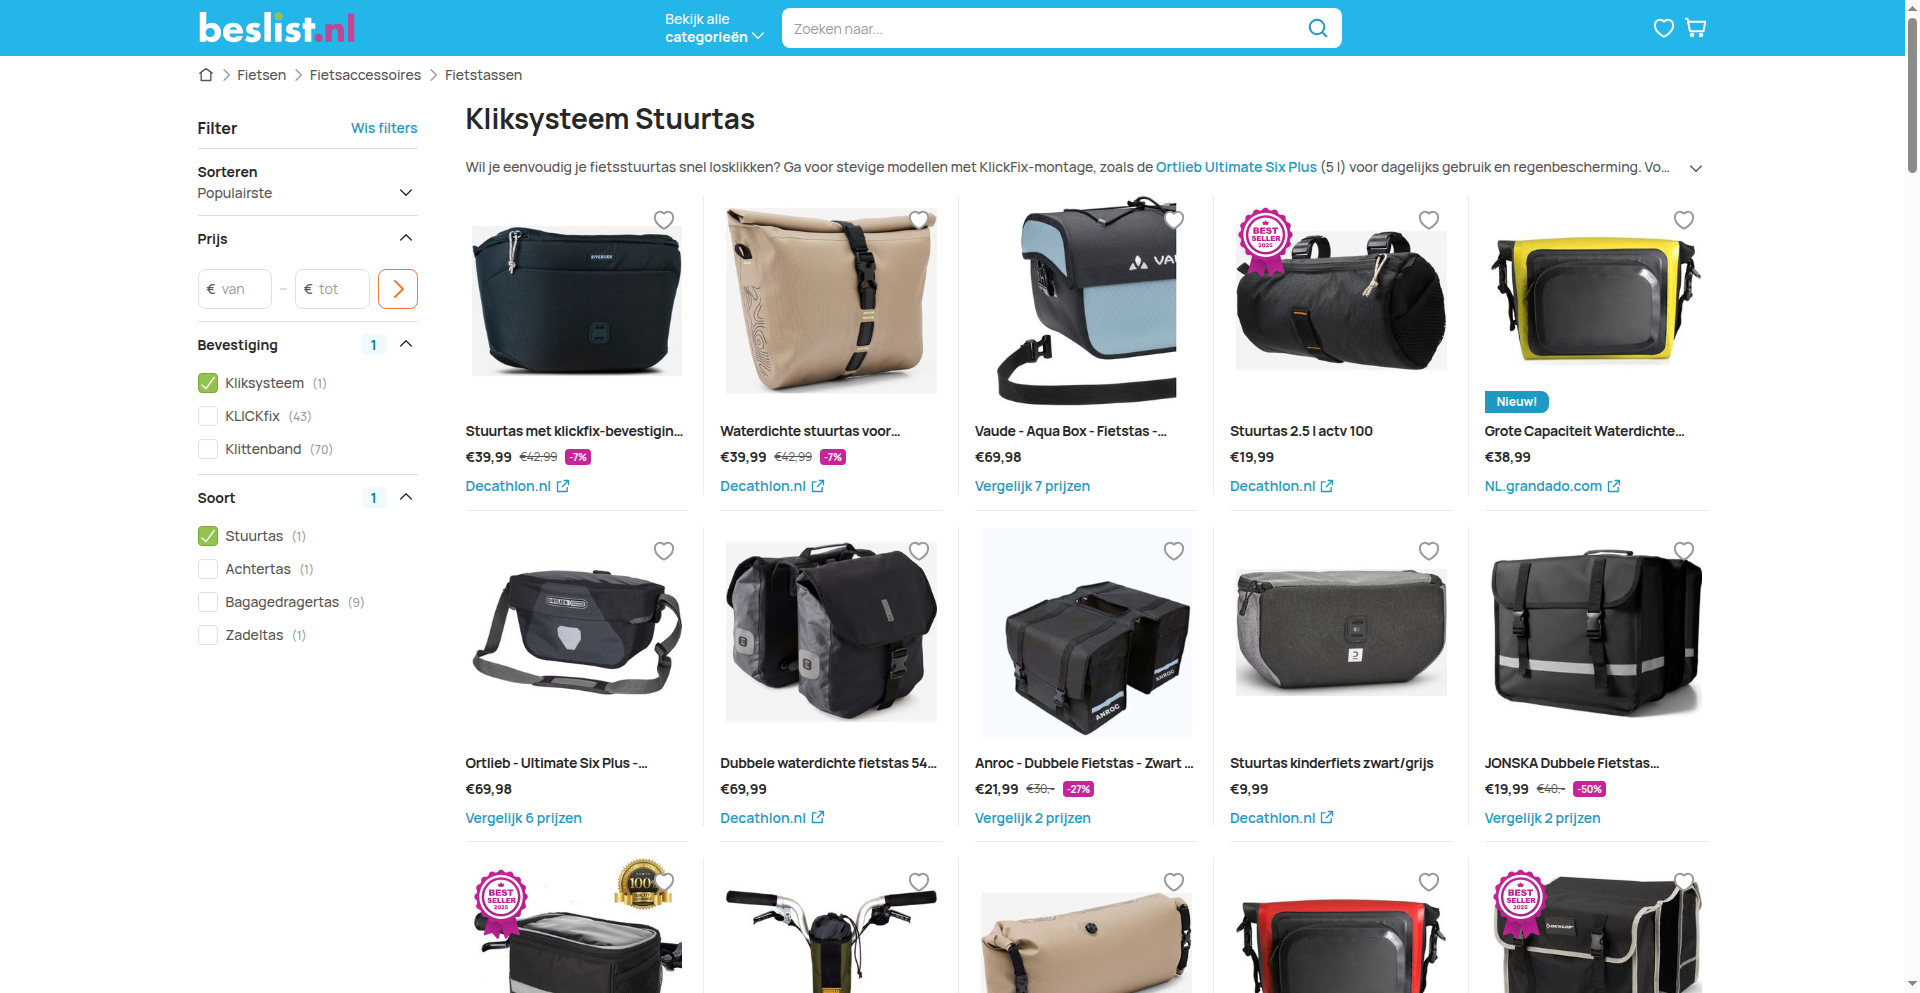 beslist.nl
Bekijk alle
categorieën
Zoeken naar...
Fietsen
Fietsaccessoires
Fietstassen
Filter
Wis filters
Sorteren
Populairste
Prijs
€ van
–
€ tot
Bevestiging
1
Kliksysteem (1)
KLICKfix (43)
Klittenband (70)
Soort
1
Stuurtas (1)
Achtertas (1)
Bagagedragertas (9)
Zadeltas (1)
Kliksysteem Stuurtas
Wil je eenvoudig je fietsstuurtas snel losklikken? Ga voor stevige modellen met KlickFix-montage, zoals de Ortlieb Ultimate Six Plus (5 l) voor dagelijks gebruik en regenbescherming. Vo...
RIVERSIDE
Stuurtas met klickfix-bevestigin...
€39,99 €42,99 -7%
Decathlon.nl
Waterdichte stuurtas voor...
€39,99 €42,99 -7%
Decathlon.nl
VAU
Vaude - Aqua Box - Fietstas -...
€69,98
Vergelijk 7 prijzen
BEST
SELLER
2025
Stuurtas 2.5 l actv 100
€19,99
Decathlon.nl
Nieuw!
Grote Capaciteit Waterdichte...
€38,99
NL.grandado.com
ORTLIEB
Ortlieb - Ultimate Six Plus -...
€69,98
Vergelijk 6 prijzen
Dubbele waterdichte fietstas 54...
€69,99
Decathlon.nl
ANROC
ANROC
Anroc - Dubbele Fietstas - Zwart ...
€21,99 €30,- -27%
Vergelijk 2 prijzen
Stuurtas kinderfiets zwart/grijs
€9,99
Decathlon.nl
JONSKA Dubbele Fietstas...
€19,99 €40,- -50%
Vergelijk 2 prijzen
BEST
SELLER
2025
100%
BEST
SELLER
2025
DUNLOP